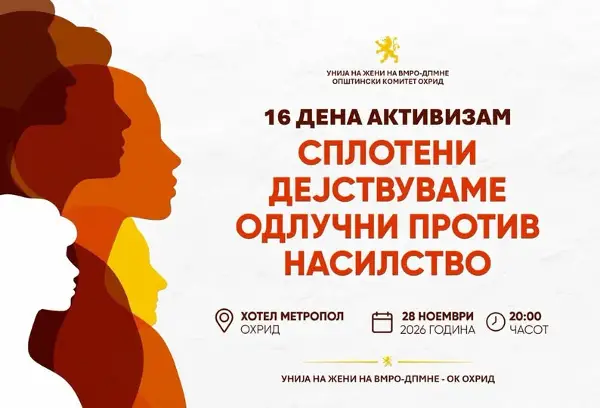 УНИЈА НА ЖЕНИ НА ВМРО-ДПМНЕ
ОПШТИНСКИ КОМИТЕТ ОХРИД
16 ДЕНА АКТИВИЗАМ
СПЛОТЕНИ
ДЕЈСТВУВАМЕ
ОДЛУЧНИ ПРОТИВ
НАСИЛСТВО
ХОТЕЛ МЕТРОПОЛ
ОХРИД
28 НОЕМВРИ
2026 ГОДИНА
20:00
ЧАСОТ
УНИЈА НА ЖЕНИ НА ВМРО-ДПМНЕ - ОК ОХРИД